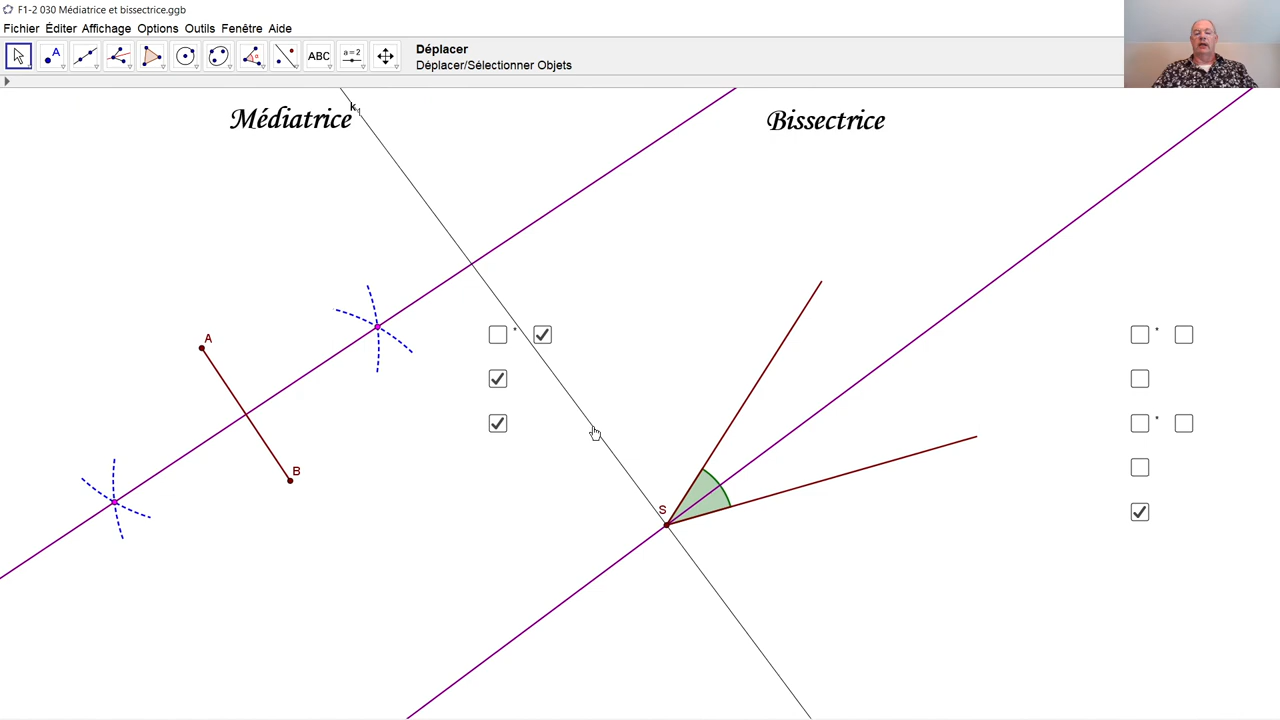 F1-2 030 Médiatrice et bissectrice.ggb
Fichier Éditer Affichage Options Outils Fenêtre Aide
A ABC a=2
Déplacer
Déplacer/Sélectionner Objets
Médiatrice
k1
Bissectrice
A
*
*
*
B
S